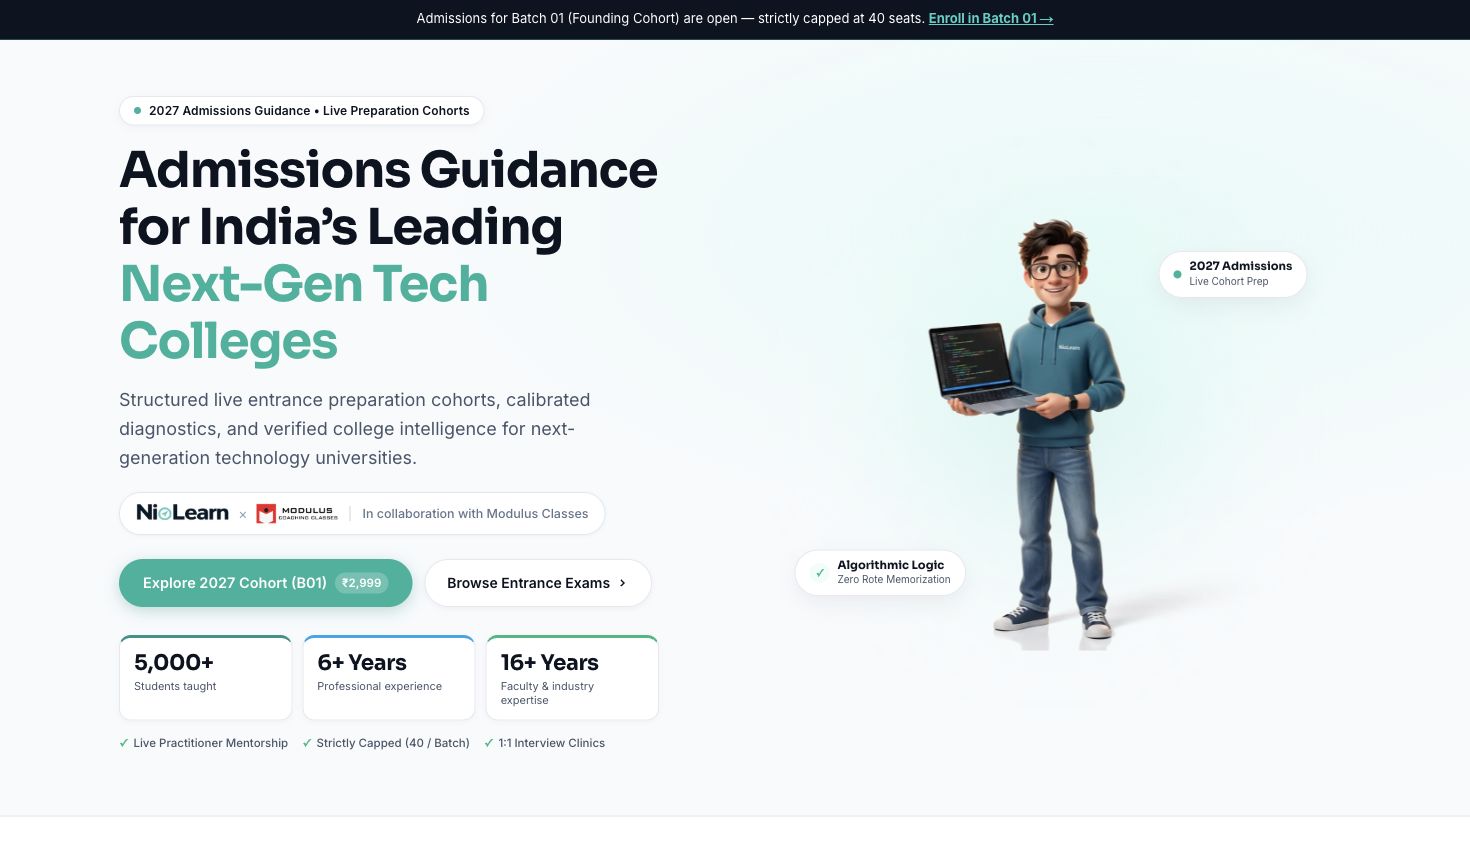 Admissions for Batch 01 (Founding Cohort) are open — strictly capped at 40 seats. Enroll in Batch 01 →
2027 Admissions Guidance • Live Preparation Cohorts
Admissions Guidance
for India’s Leading
Next-Gen Tech
Colleges
Structured live entrance preparation cohorts, calibrated
diagnostics, and verified college intelligence for next-
generation technology universities.
NioLearn × MODULUS COACHING CLASSES | In collaboration with Modulus Classes
Explore 2027 Cohort (B01) ₹2,999
Browse Entrance Exams ›
5,000+
Students taught
6+ Years
Professional experience
16+ Years
Faculty & industry
expertise
✓ Live Practitioner Mentorship ✓ Strictly Capped (40 / Batch) ✓ 1:1 Interview Clinics
2027 Admissions
Live Cohort Prep
NioLearn
✓ Algorithmic Logic
Zero Rote Memorization